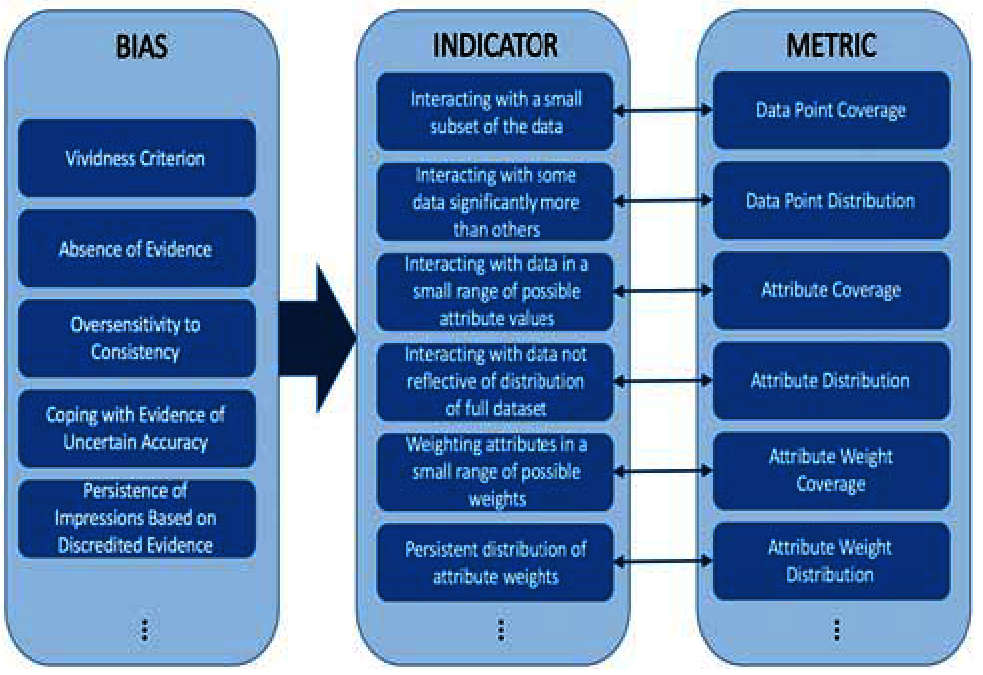 BIAS
Vividness Criterion
Absence of Evidence
Oversensitivity to
Consistency
Coping with Evidence of
Uncertain Accuracy
Persistence of
Impressions Based on
Discredited Evidence
⋮
INDICATOR
Interacting with a small
subset of the data
Interacting with some
data significantly more
than others
Interacting with data in a
small range of possible
attribute values
Interacting with data not
reflective of distribution
of full dataset
Weighting attributes in a
small range of possible
weights
Persistent distribution of
attribute weights
⋮
METRIC
Data Point Coverage
Data Point Distribution
Attribute Coverage
Attribute Distribution
Attribute Weight
Coverage
Attribute Weight
Distribution
⋮